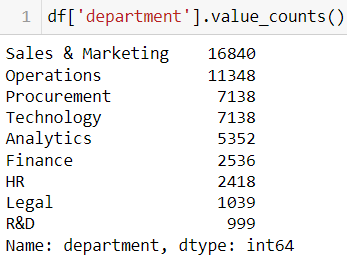 1 df['department'].value_counts()
Sales & Marketing 16840
Operations 11348
Procurement 7138
Technology 7138
Analytics 5352
Finance 2536
HR 2418
Legal 1039
R&D 999
Name: department, dtype: int64